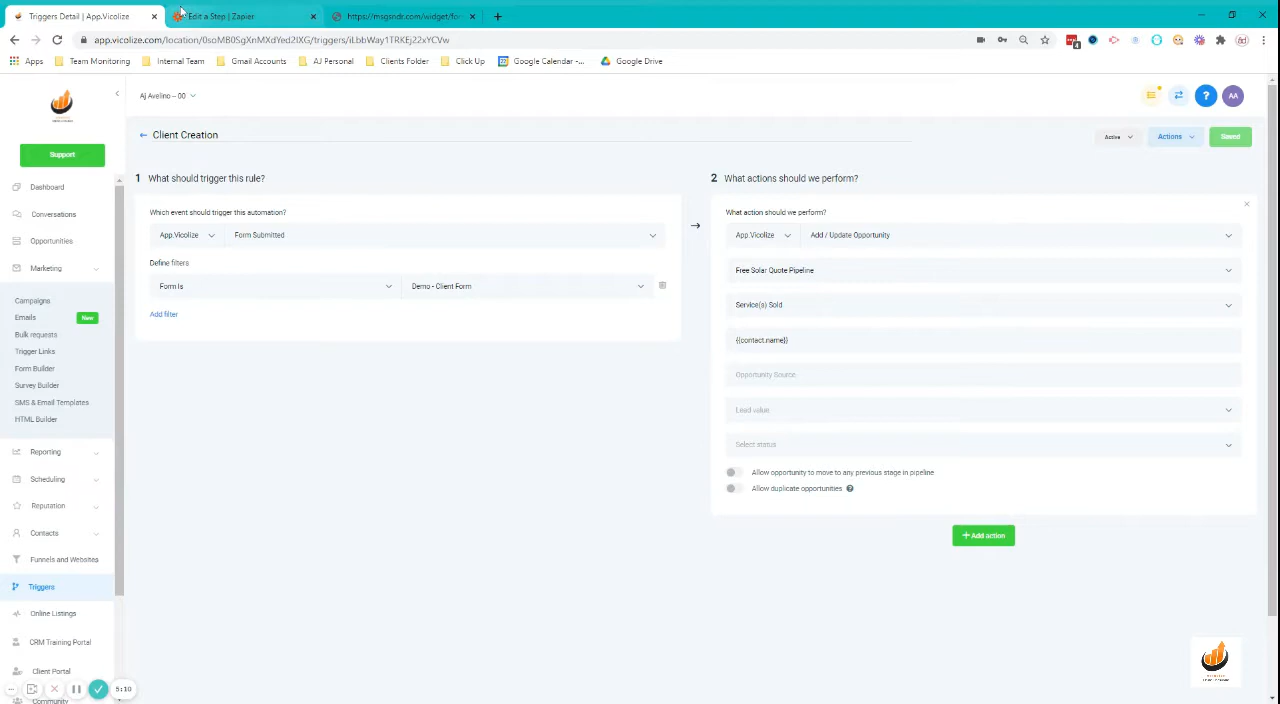 Triggers Detail | App.Vicolize
Edit a Step | Zapier
https://msgsndr.com/widget/for
app.vicolize.com/location/0soMB0SgXnMXdYed2IXG/triggers/iLbbWay1TRKEj22xYCVw
Apps
Team Monitoring
Internal Team
Gmail Accounts
AJ Personal
Clients Folder
Click Up
Google Calendar -...
Google Drive
Aj Avelino – 00
?
AA
Support
Dashboard
Conversations
Opportunities
Marketing
Campaigns
Emails
New
Bulk requests
Trigger Links
Form Builder
Survey Builder
SMS & Email Templates
HTML Builder
Reporting
Scheduling
Reputation
Contacts
Funnels and Websites
Triggers
Online Listings
CRM Training Portal
Client Portal
Community
5:10
Client Creation
Active
Actions
Saved
1 What should trigger this rule?
Which event should trigger this automation?
App.Vicolize
Form Submitted
Define filters
Form Is
Demo - Client Form
Add filter
2 What actions should we perform?
What action should we perform?
App.Vicolize
Add / Update Opportunity
Free Solar Quote Pipeline
Service(s) Sold
{{contact.name}}
Opportunity Source
Lead value
Select status
Allow opportunity to move to any previous stage in pipeline
Allow duplicate opportunities ?
+ Add action